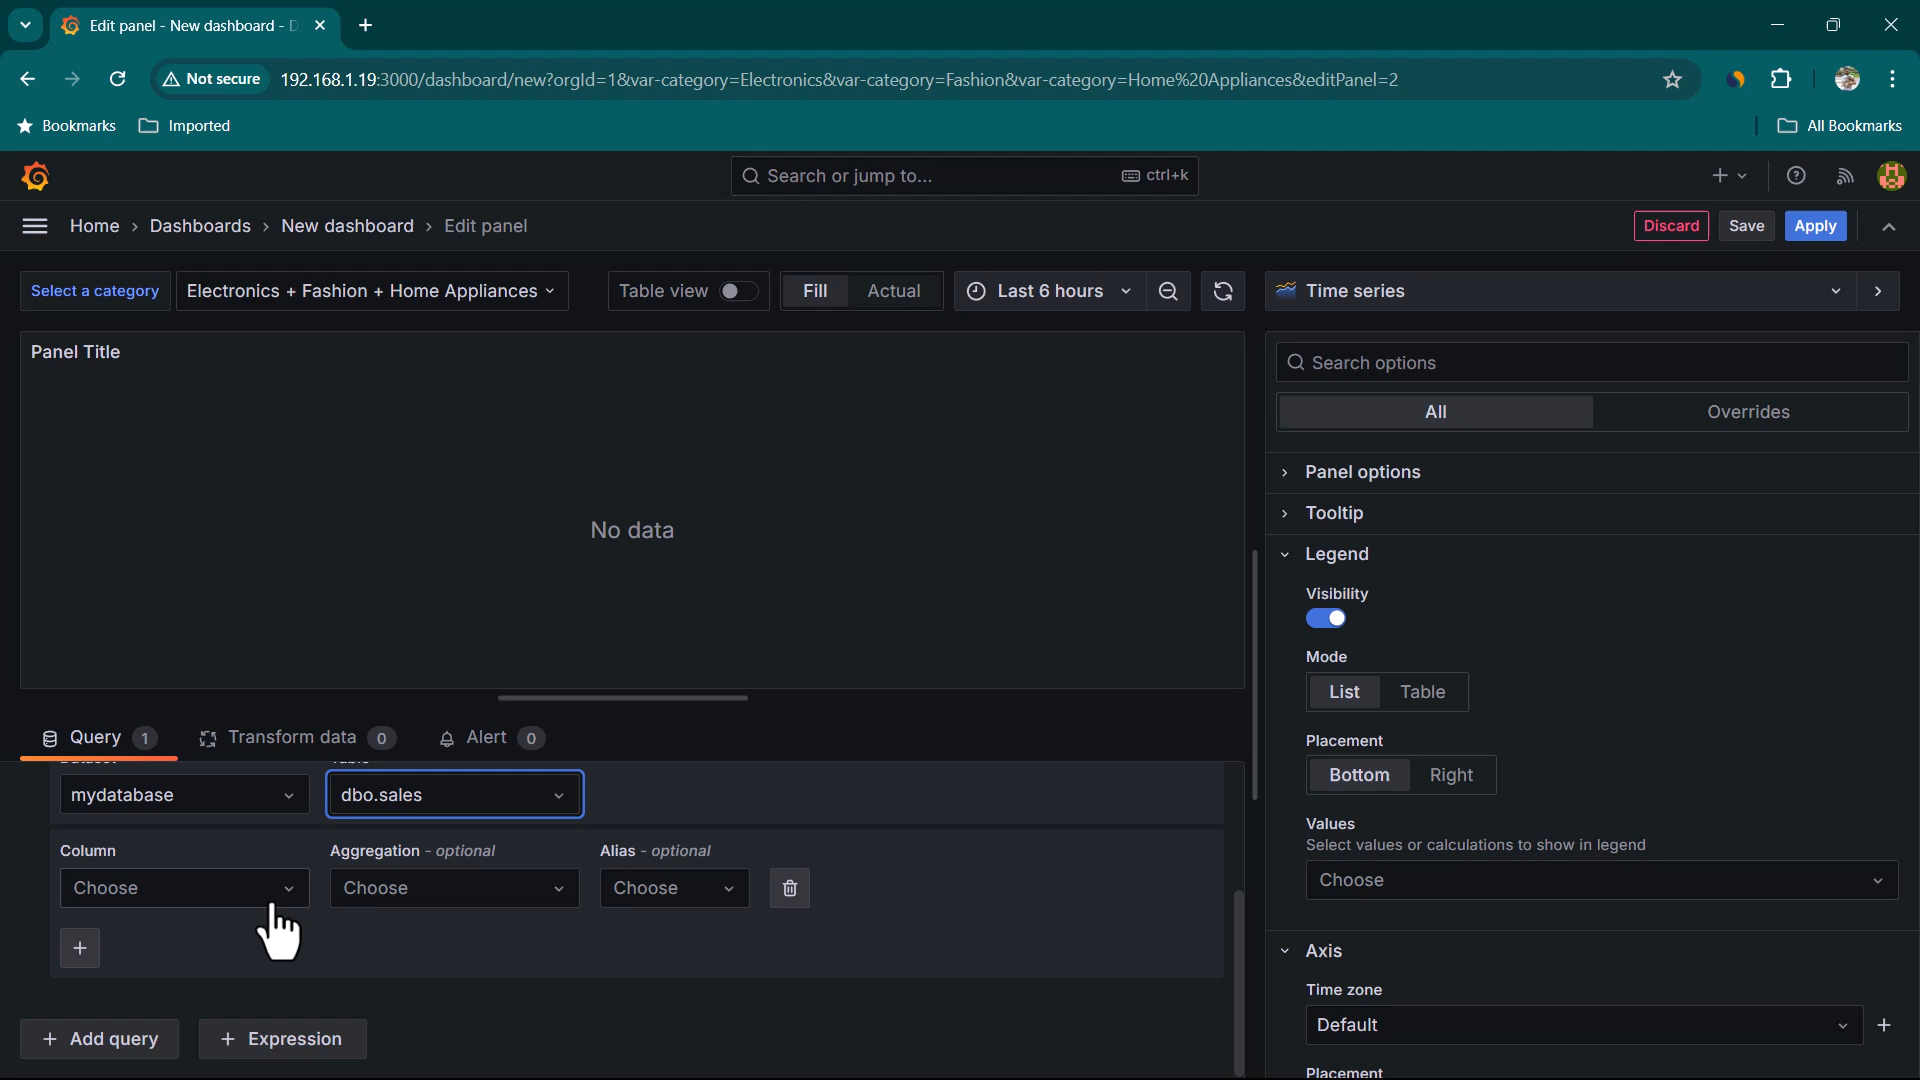 Edit panel - New dashboard - D
Not secure 192.168.1.19:3000/dashboard/new?orgId=1&var-category=Electronics&var-category=Fashion&var-category=Home%20Appliances&editPanel=2
Bookmarks Imported All Bookmarks
Search or jump to... ctrl+k
Home › Dashboards › New dashboard › Edit panel Discard Save Apply
Select a category Electronics + Fashion + Home Appliances Table view Fill Actual Last 6 hours Time series
Panel Title
Search options
All Overrides
Panel options
Tooltip
No data
Legend
Visibility
Mode
List Table
Query 1 Transform data 0 Alert 0
Placement
Bottom Right
mydatabase dbo.sales
Values
Select values or calculations to show in legend
Choose
Column Aggregation - optional Alias - optional
Choose Choose Choose
Axis
Time zone
Default
+ Add query + Expression
Placement